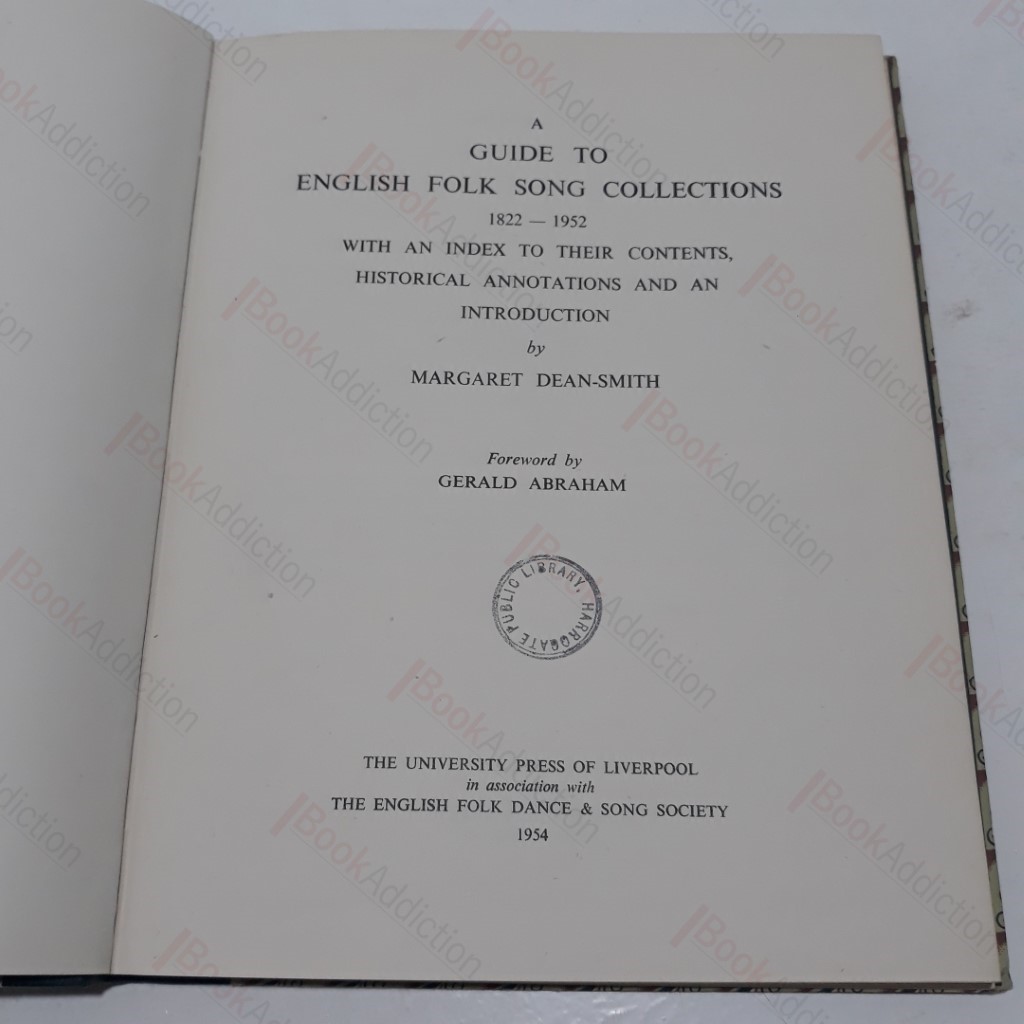 A
GUIDE TO
ENGLISH FOLK SONG COLLECTIONS
1822 — 1952
WITH AN INDEX TO THEIR CONTENTS,
HISTORICAL ANNOTATIONS AND AN
INTRODUCTION
by
MARGARET DEAN-SMITH
Foreword by
GERALD ABRAHAM
HARROGATE PUBLIC LIBRARY,
THE UNIVERSITY PRESS OF LIVERPOOL
in association with
THE ENGLISH FOLK DANCE & SONG SOCIETY
1954
BookAddiction